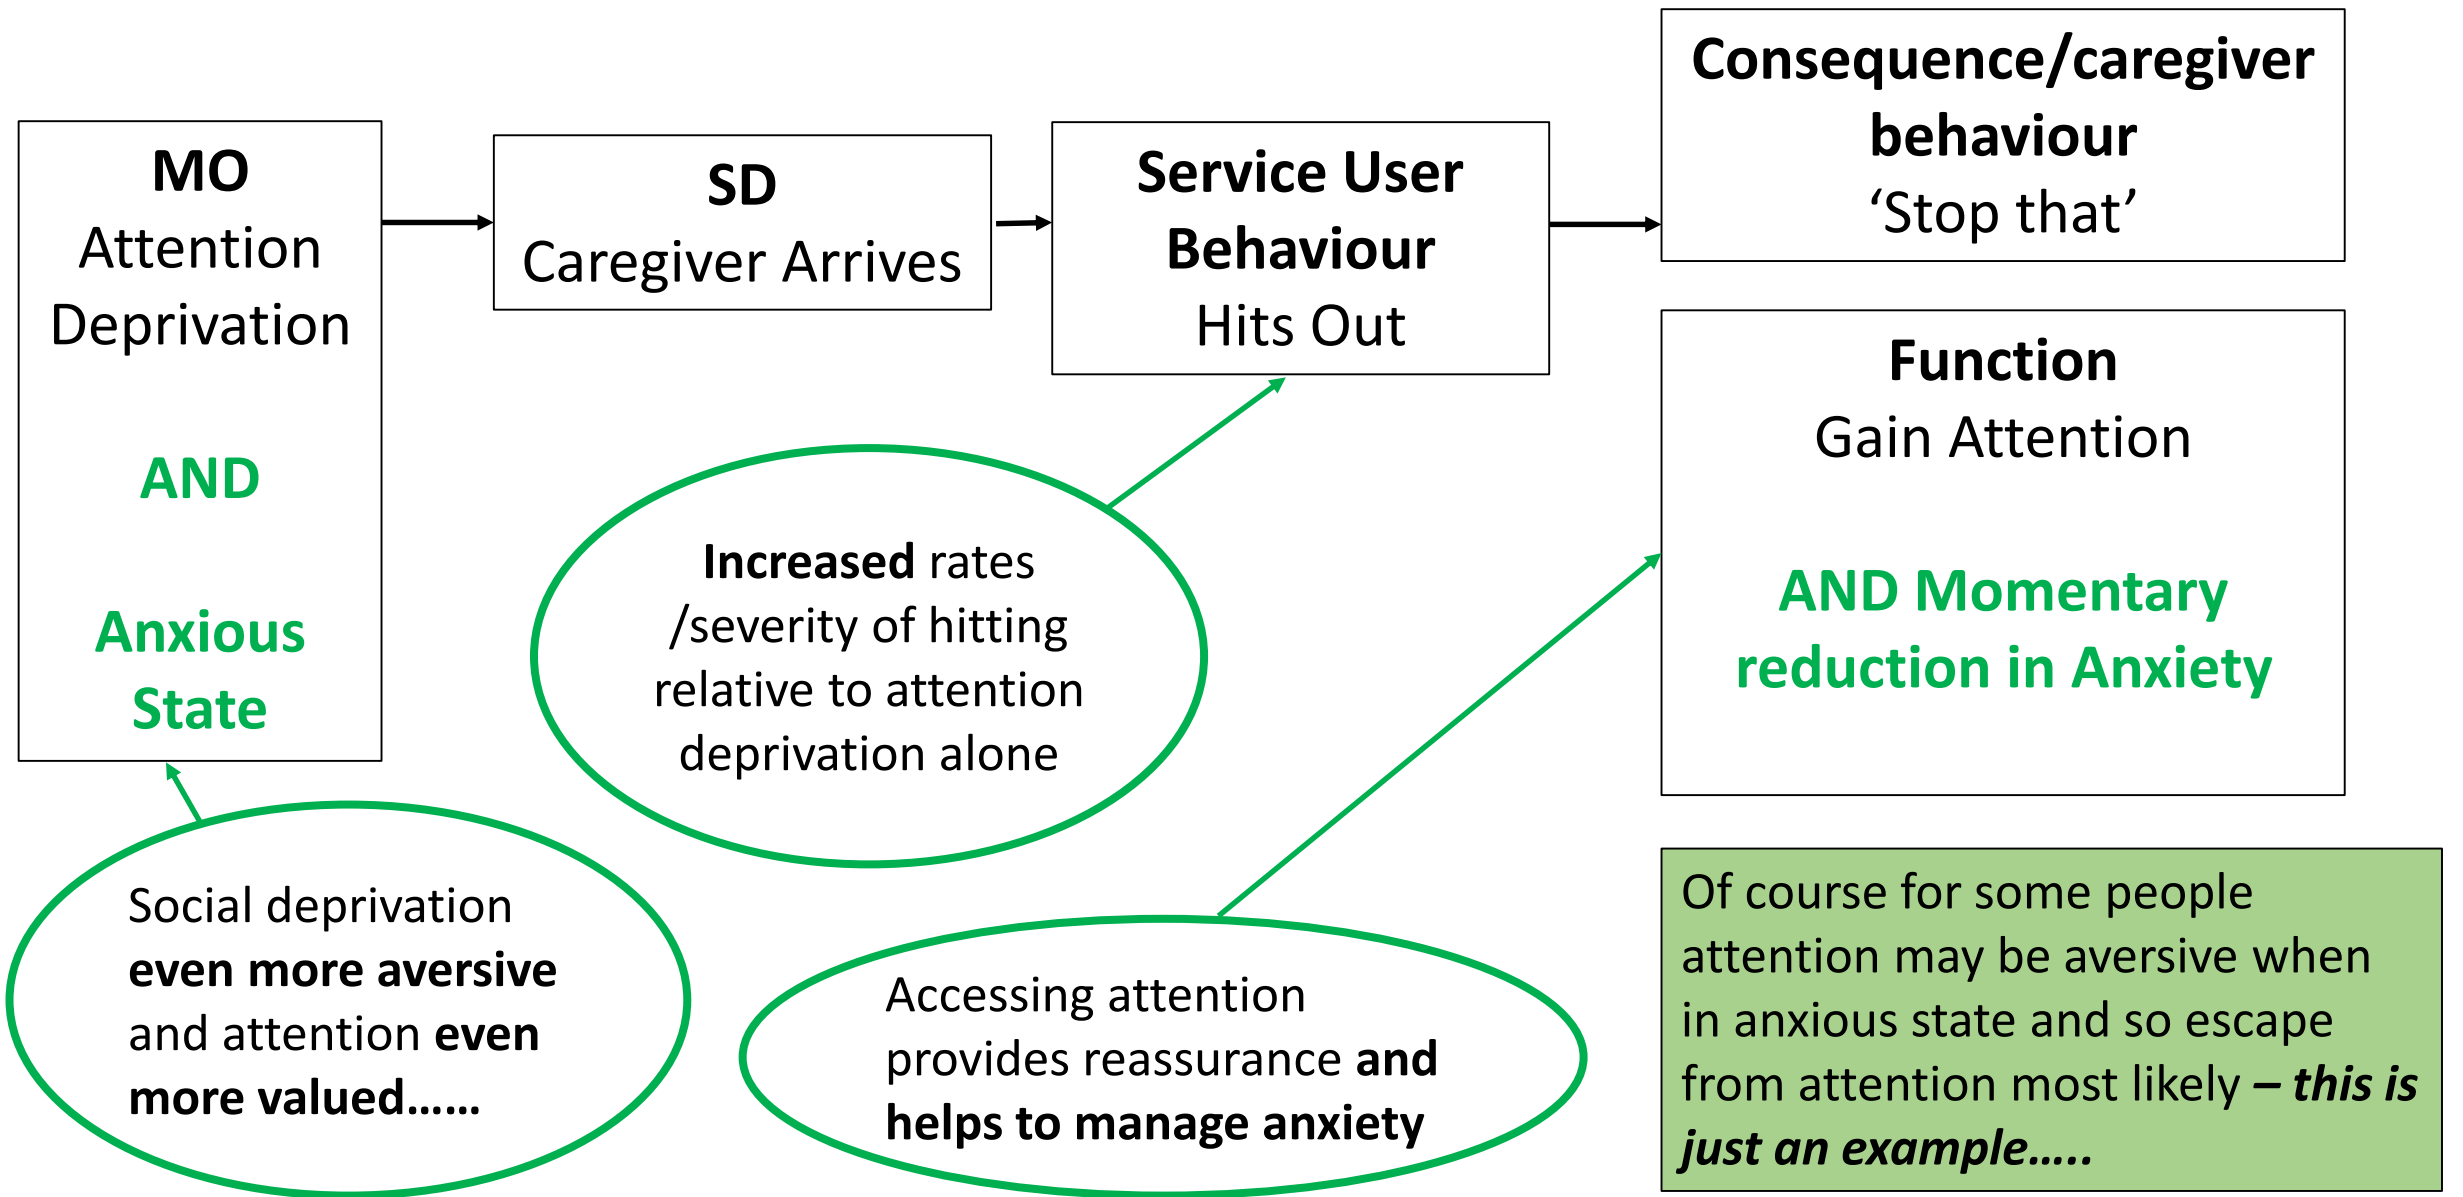 MO
Attention
Deprivation
AND
Anxious
State
SD
Caregiver Arrives
Service User
Behaviour
Hits Out
Consequence/caregiver
behaviour
‘Stop that’
Function
Gain Attention
AND Momentary
reduction in Anxiety
Increased rates
/severity of hitting
relative to attention
deprivation alone
Social deprivation
even more aversive
and attention even
more valued……
Accessing attention
provides reassurance and
helps to manage anxiety
Of course for some people
attention may be aversive when
in anxious state and so escape
from attention most likely – this is
just an example…..